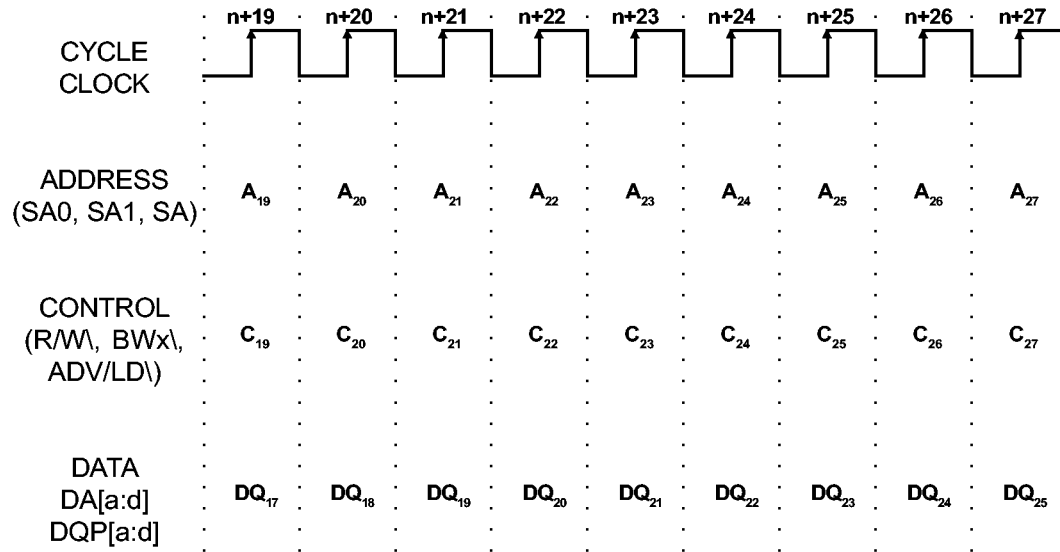 n+19 n+20 n+21 n+22 n+23 n+24 n+25 n+26 n+27
CYCLE
CLOCK
ADDRESS
(SA0, SA1, SA)
A19 A20 A21 A22 A23 A24 A25 A26 A27
CONTROL
(R/W\, BWx\,
ADV/LD\)
C19 C20 C21 C22 C23 C24 C25 C26 C27
DATA
DA[a:d]
DQP[a:d]
DQ17 DQ18 DQ19 DQ20 DQ21 DQ22 DQ23 DQ24 DQ25